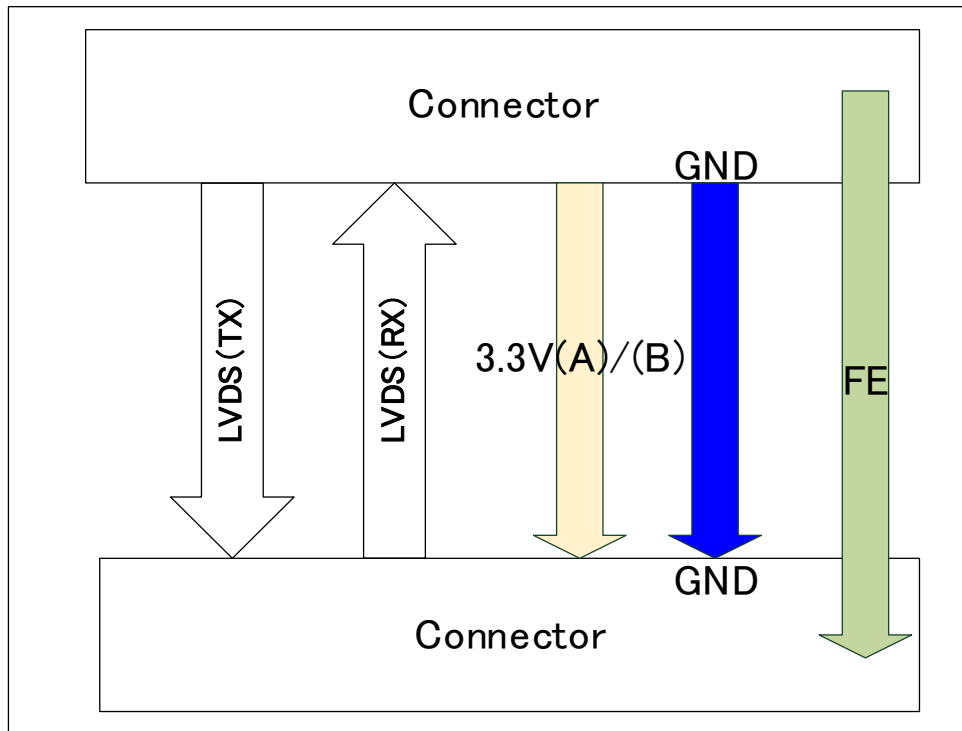 Connector
GND
LVDS(TX)
LVDS(RX)
3.3V(A)/(B)
FE
GND
Connector